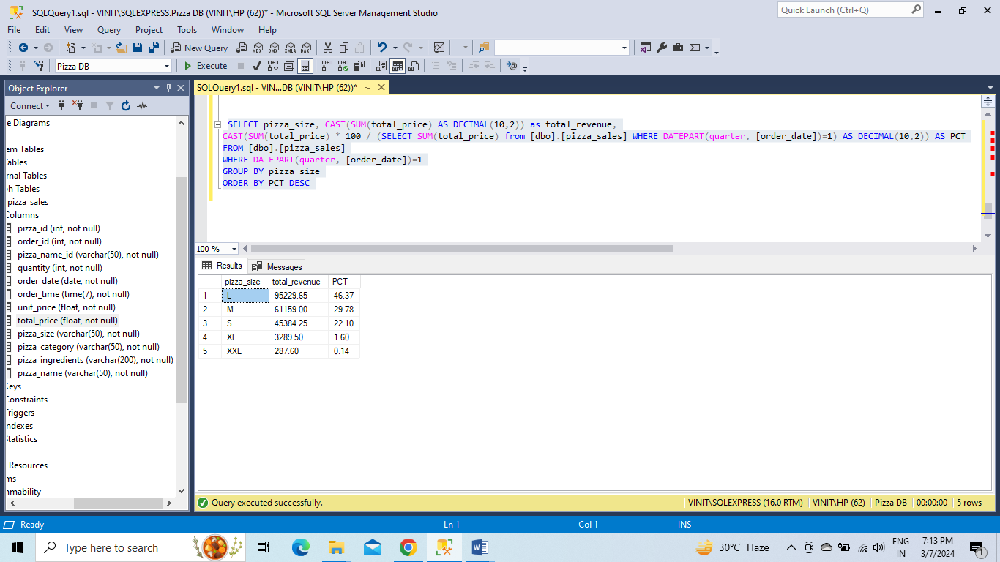 SQLQuery1.sql - VINIT\SQLEXPRESS.Pizza DB (VINIT\HP (62))* - Microsoft SQL Server Management Studio
Quick Launch (Ctrl+Q)
File Edit View Query Project Tools Window Help
New Query MDX DMX XMLA DAX
Pizza DB Execute
Object Explorer
SQLQuery1.sql - VIN...DB (VINIT\HP (62))*
Connect
e Diagrams
em Tables
ables
rnal Tables
h Tables
pizza_sales
Columns
pizza_id (int, not null)
order_id (int, not null)
pizza_name_id (varchar(50), not null)
quantity (int, not null)
order_date (date, not null)
order_time (time(7), not null)
unit_price (float, not null)
total_price (float, not null)
pizza_size (varchar(50), not null)
pizza_category (varchar(50), not null)
pizza_ingredients (varchar(200), not null)
pizza_name (varchar(50), not null)
Keys
Constraints
Triggers
ndexes
Statistics
Resources
ms
mmability
SELECT pizza_size, CAST(SUM(total_price) AS DECIMAL(10,2)) as total_revenue,
CAST(SUM(total_price) * 100 / (SELECT SUM(total_price) from [dbo].[pizza_sales] WHERE DATEPART(quarter, [order_date])=1) AS DECIMAL(10,2)) AS PCT
FROM [dbo].[pizza_sales]
WHERE DATEPART(quarter, [order_date])=1
GROUP BY pizza_size
ORDER BY PCT DESC
100 %
Results Messages
pizza_size total_revenue PCT
1 L 95229.65 46.37
2 M 61159.00 29.78
3 S 45384.25 22.10
4 XL 3289.50 1.60
5 XXL 287.60 0.14
Query executed successfully. VINIT\SQLEXPRESS (16.0 RTM) VINIT\HP (62) Pizza DB 00:00:00 5 rows
Ready Ln 1 Col 1 INS
Type here to search
30°C Haze
ENG
IN
7:13 PM
3/7/2024
1